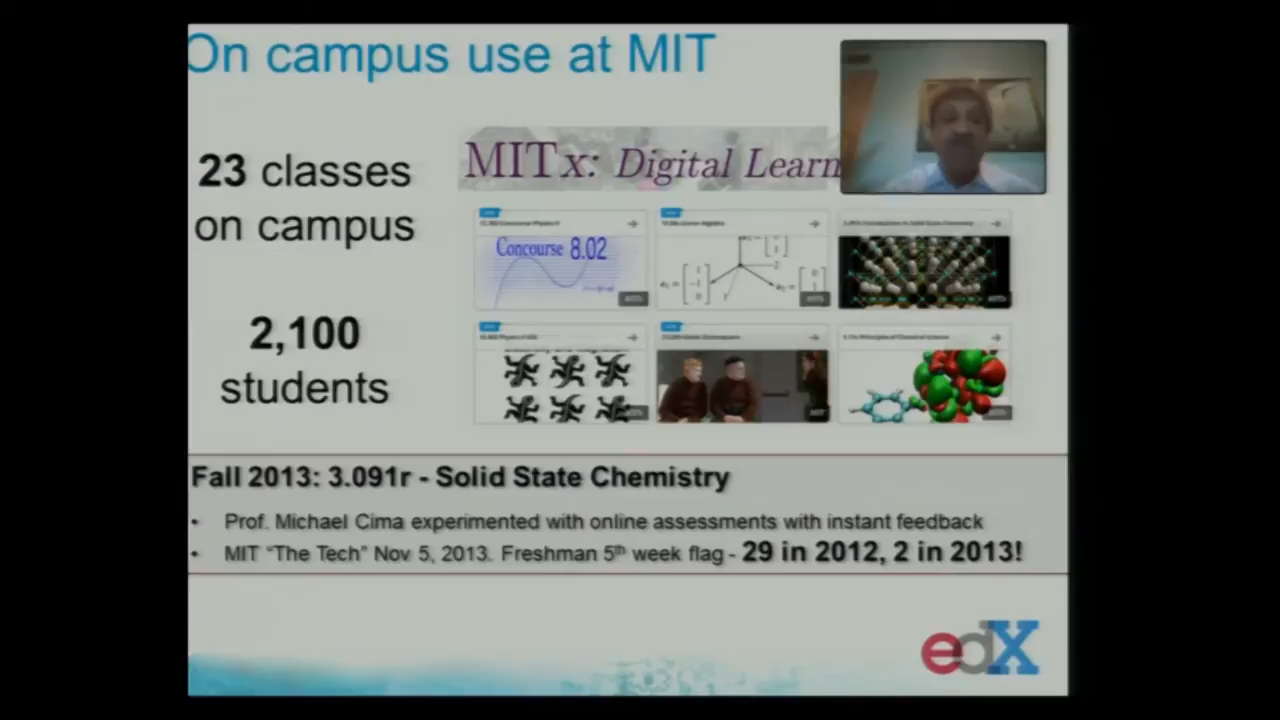 On campus use at MIT
23 classes
on campus
2,100
students
MITx: Digital Learn
Concourse 8.02
MIT
Fall 2013: 3.091r - Solid State Chemistry
• Prof. Michael Cima experimented with online assessments with instant feedback
• MIT “The Tech” Nov 5, 2013. Freshman 5th week flag - 29 in 2012, 2 in 2013!
edX